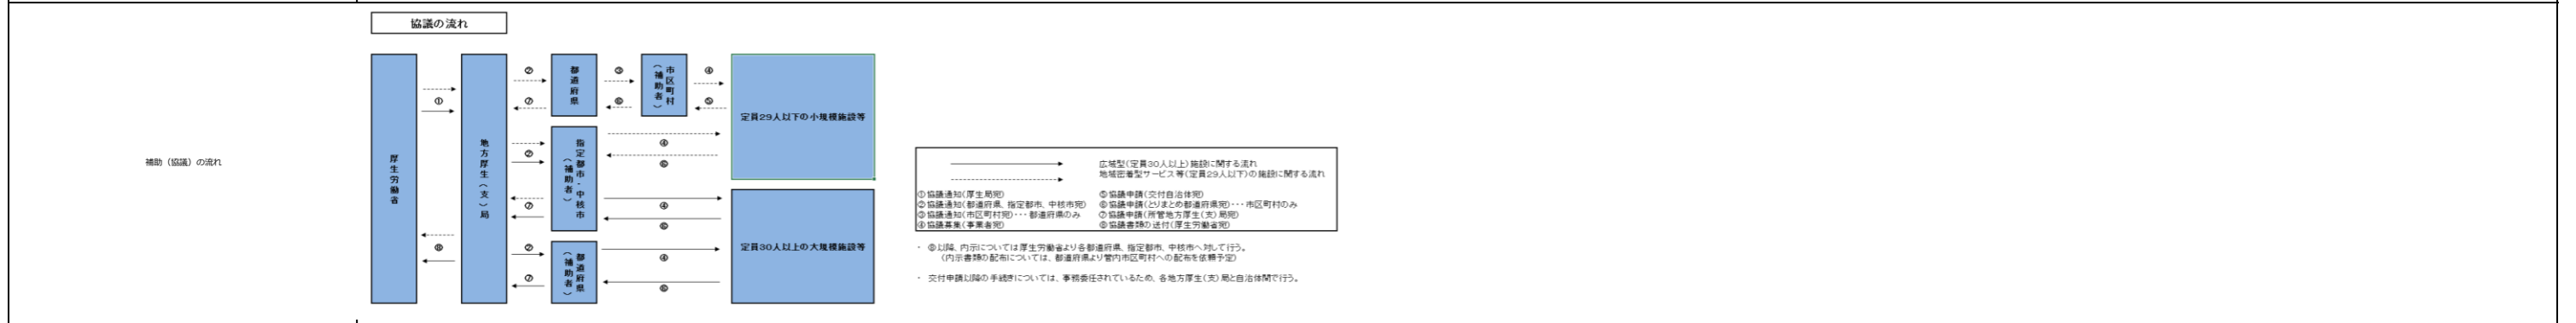 協議の流れ
補助（協議）の流れ
厚生労働省
①
⑧
地方厚生（支）局
②
⑦
都道府県
③
⑥
市区町村
（補助者）
④
⑤
定員29人以下の小規模施設等
②
⑦
指定都市・中核市
（補助者）
④
⑤
④
⑤
②
⑦
都道府県
（補助者）
④
⑤
定員30人以上の大規模施設等
広域型（定員30人以上）施設に関する流れ
地域密着型サービス等（定員29人以下）の施設に関する流れ
①協議通知（厚生局宛）
②協議通知（都道府県、指定都市、中核市宛）
③協議通知（市区町村宛）・・・都道府県のみ
④協議募集（事業者宛）
⑤協議申請（交付自治体宛）
⑥協議申請（とりまとめ都道府県宛）・・・市区町村のみ
⑦協議申請（所管地方厚生（支）局宛）
⑧協議書類の送付（厚生労働省宛）
・ ⑧以降、内示については厚生労働省より各都道府県、指定都市、中核市へ対して行う。
（内示書類の配布については、都道府県より管内市区町村への配布を依頼予定）
・ 交付申請以降の手続きについては、事務委任されているため、各地方厚生（支）局と自治体間で行う。